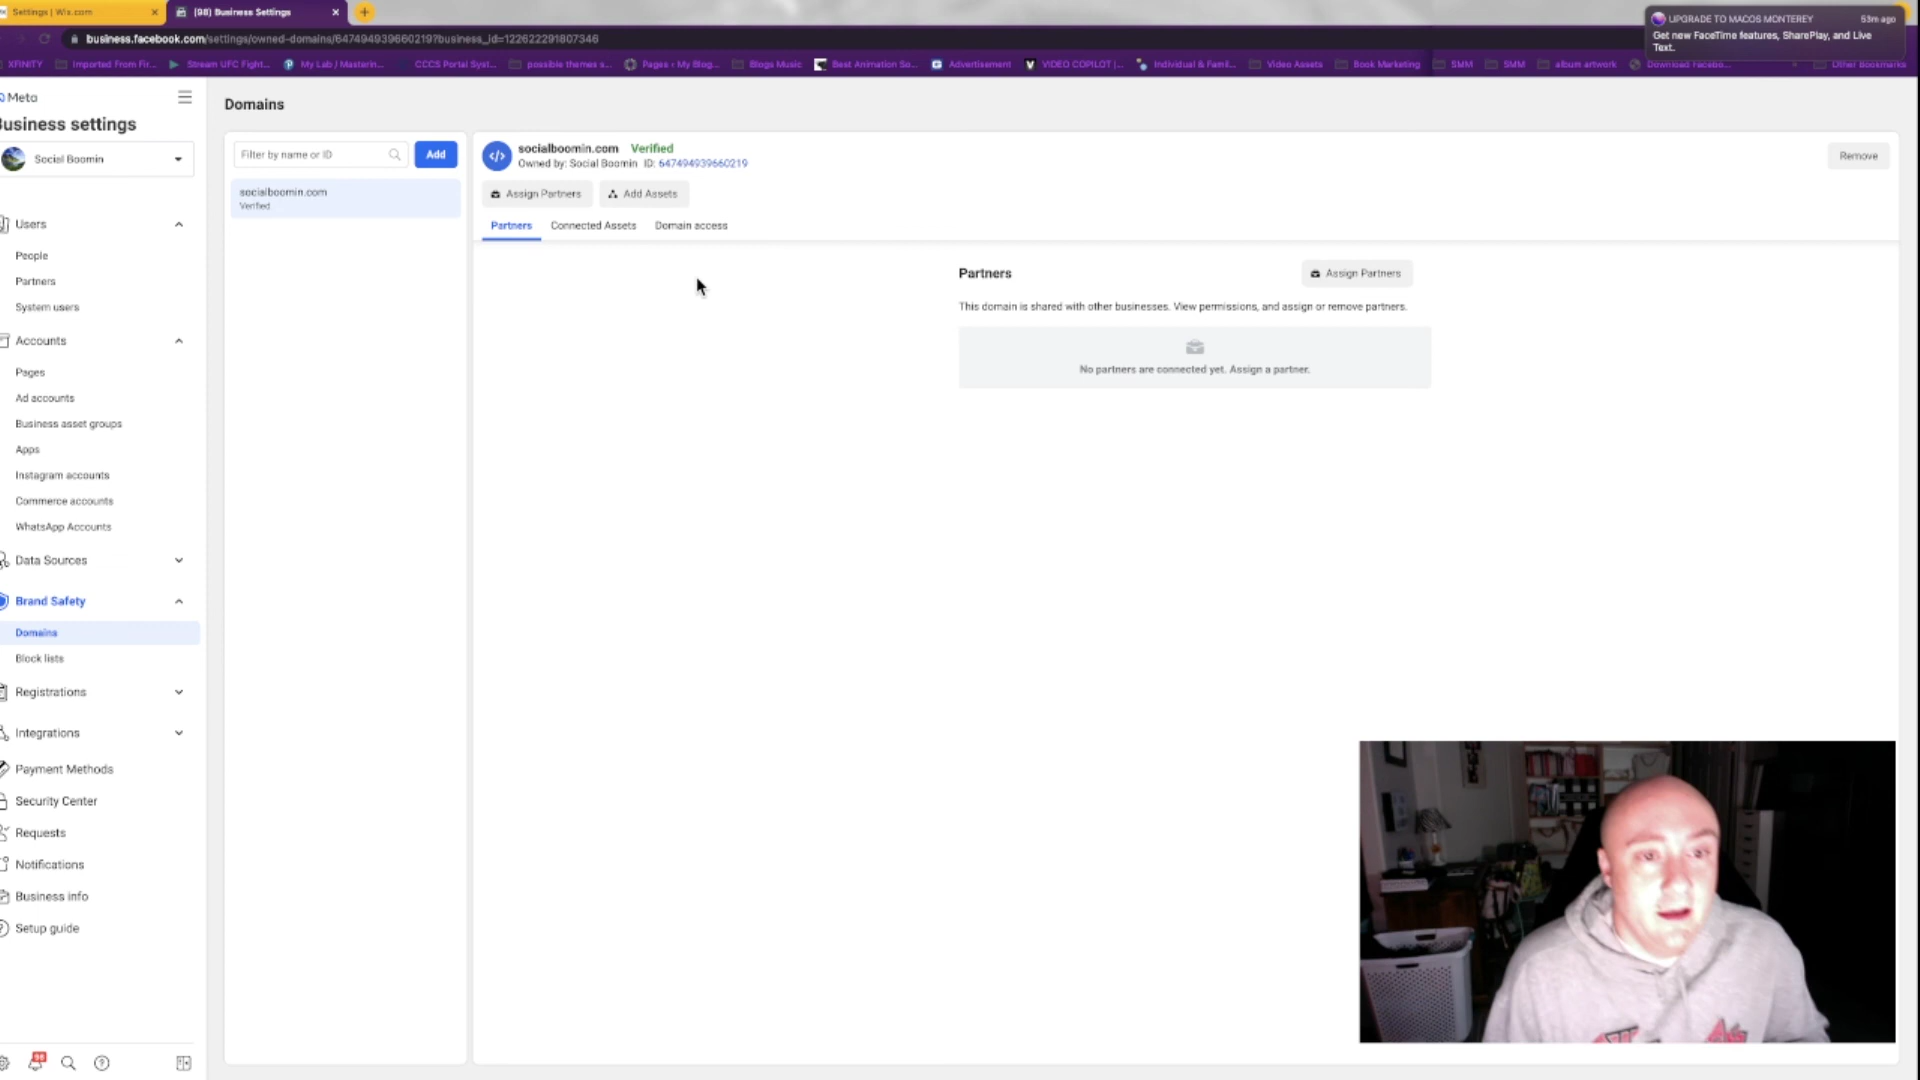 Settings | Wix.com
(98) Business Settings
UPGRADE TO MACOS MONTEREY
53m ago
Get new FaceTime features, SharePlay, and Live
Text.
business.facebook.com/settings/owned-domains/647494939660219?business_id=122622291807346
XFINITY
Imported From Fir...
Stream UFC Fight...
My Lab | Masterin...
CCCS Portal Syst...
possible themes s...
Pages ‹ My Blog...
Blogs Music
Best Animation So...
Advertisement
VIDEO COPILOT |...
Individual & Famil...
Video Assets
Book Marketing
SMM
SMM
album artwork
Download Facebo...
Other Bookmarks
Meta
Business settings
Social Boomin
Users
People
Partners
System users
Accounts
Pages
Ad accounts
Business asset groups
Apps
Instagram accounts
Commerce accounts
WhatsApp Accounts
Data Sources
Brand Safety
Domains
Block lists
Registrations
Integrations
Payment Methods
Security Center
Requests
Notifications
Business info
Setup guide
98
Domains
Filter by name or ID
Add
socialboomin.com
Verified
socialboomin.com Verified
Owned by: Social Boomin ID: 647494939660219
Remove
Assign Partners
Add Assets
Partners
Connected Assets
Domain access
Partners
Assign Partners
This domain is shared with other businesses. View permissions, and assign or remove partners.
No partners are connected yet. Assign a partner.